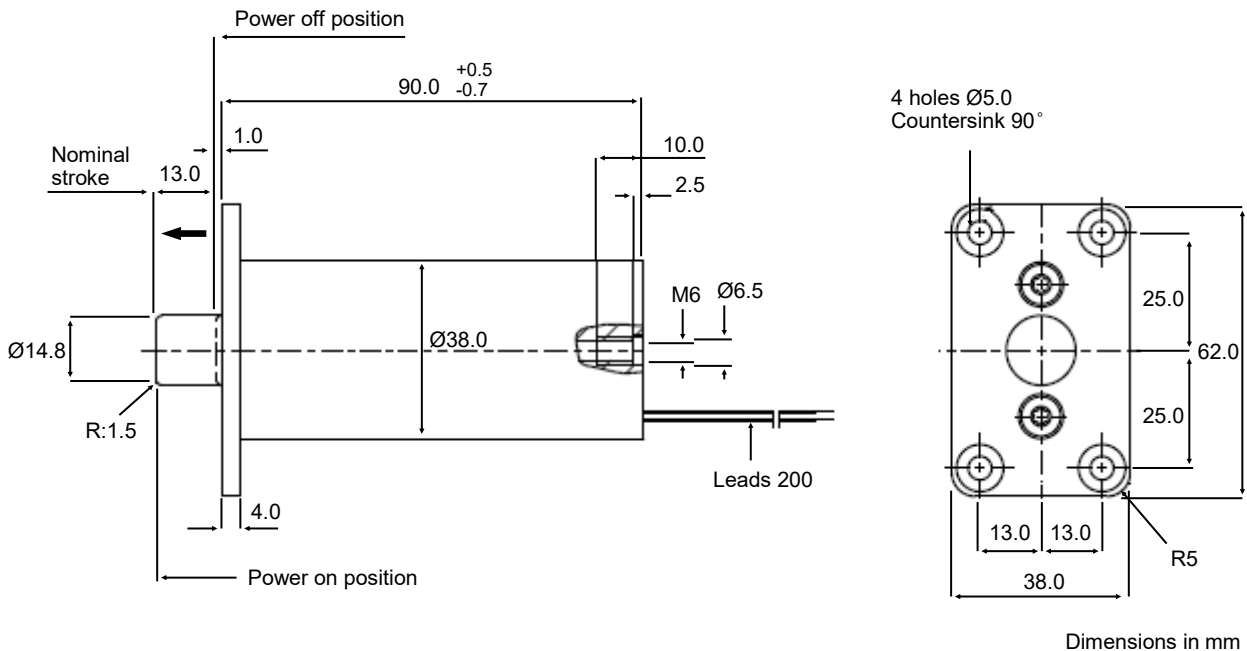 Power off position
+0.5
90.0 -0.7
4 holes Ø5.0
Countersink 90°
1.0
10.0
Nominal
stroke
13.0
2.5
M6
Ø6.5
25.0
Ø14.8
Ø38.0
62.0
25.0
R:1.5
Leads 200
4.0
13.0
13.0
R5
Power on position
38.0
Dimensions in mm